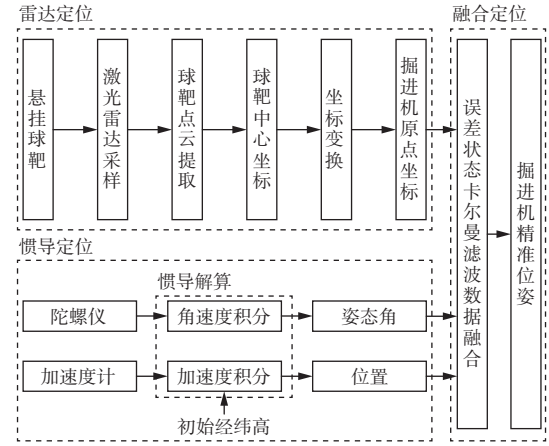 雷达定位
融合定位
悬挂球靶
激光雷达采样
球靶点云提取
球靶中心坐标
坐标变换
掘进机原点坐标
误差状态卡尔曼滤波数据融合
掘进机精准位姿
惯导定位
惯导解算
陀螺仪
角速度积分
姿态角
加速度计
加速度积分
位置
初始经纬高